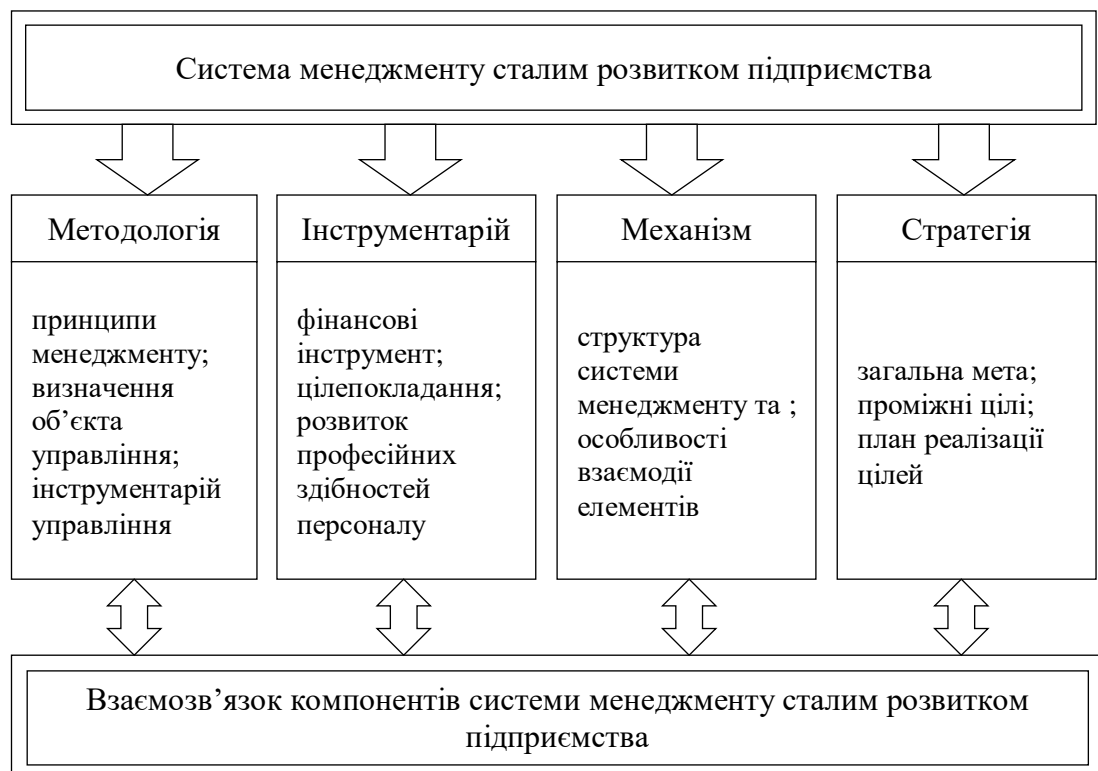 Система менеджменту сталим розвитком підприємства
Методологія
принципи
менеджменту;
визначення
об’єкта
управління;
інструментарій
управління
Інструментарій
фінансові
інструмент;
цілепокладання;
розвиток
професійних
здібностей
персоналу
Механізм
структура
системи
менеджменту та ;
особливості
взаємодії
елементів
Стратегія
загальна мета;
проміжні цілі;
план реалізації
цілей
Взаємозв’язок компонентів системи менеджменту сталим розвитком
підприємства